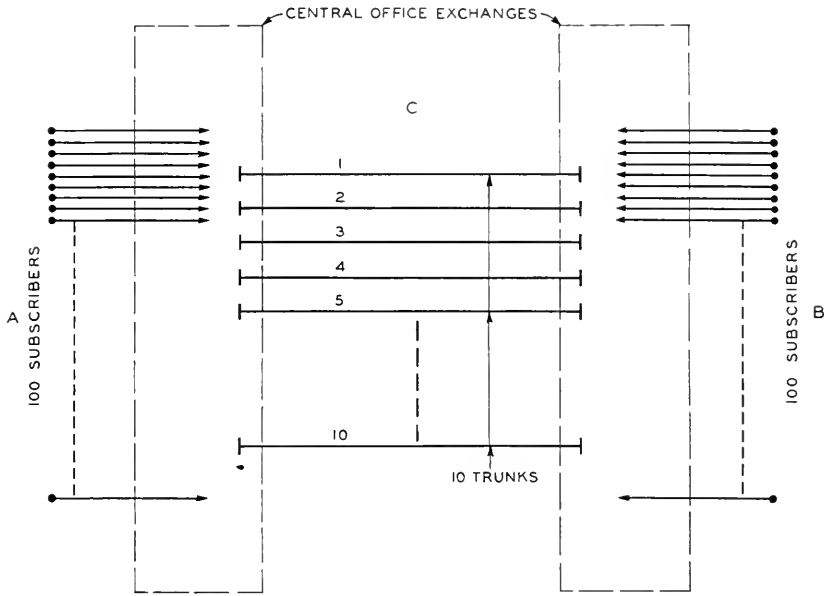 CENTRAL OFFICE EXCHANGES
C
1
2
3
4
5
10
10 TRUNKS
A
100 SUBSCRIBERS
100 SUBSCRIBERS
B